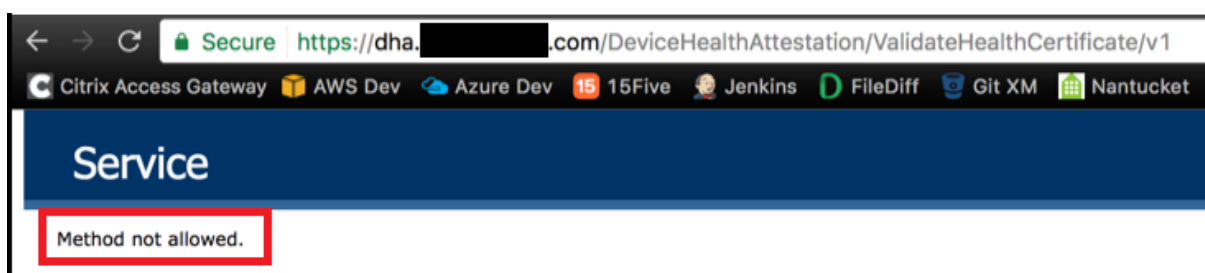 Secure https://dha. .com/DeviceHealthAttestation/ValidateHealthCertificate/v1
C Citrix Access Gateway AWS Dev Azure Dev 15 15Five Jenkins D FileDiff Git XM Nantucket
Service
Method not allowed.